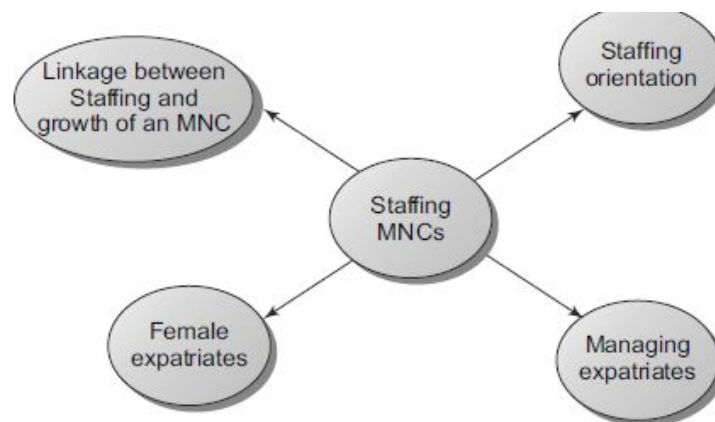 Linkage between
Staffing and
growth of an MNC
Staffing
orientation
Staffing
MNCs
Female
expatriates
Managing
expatriates